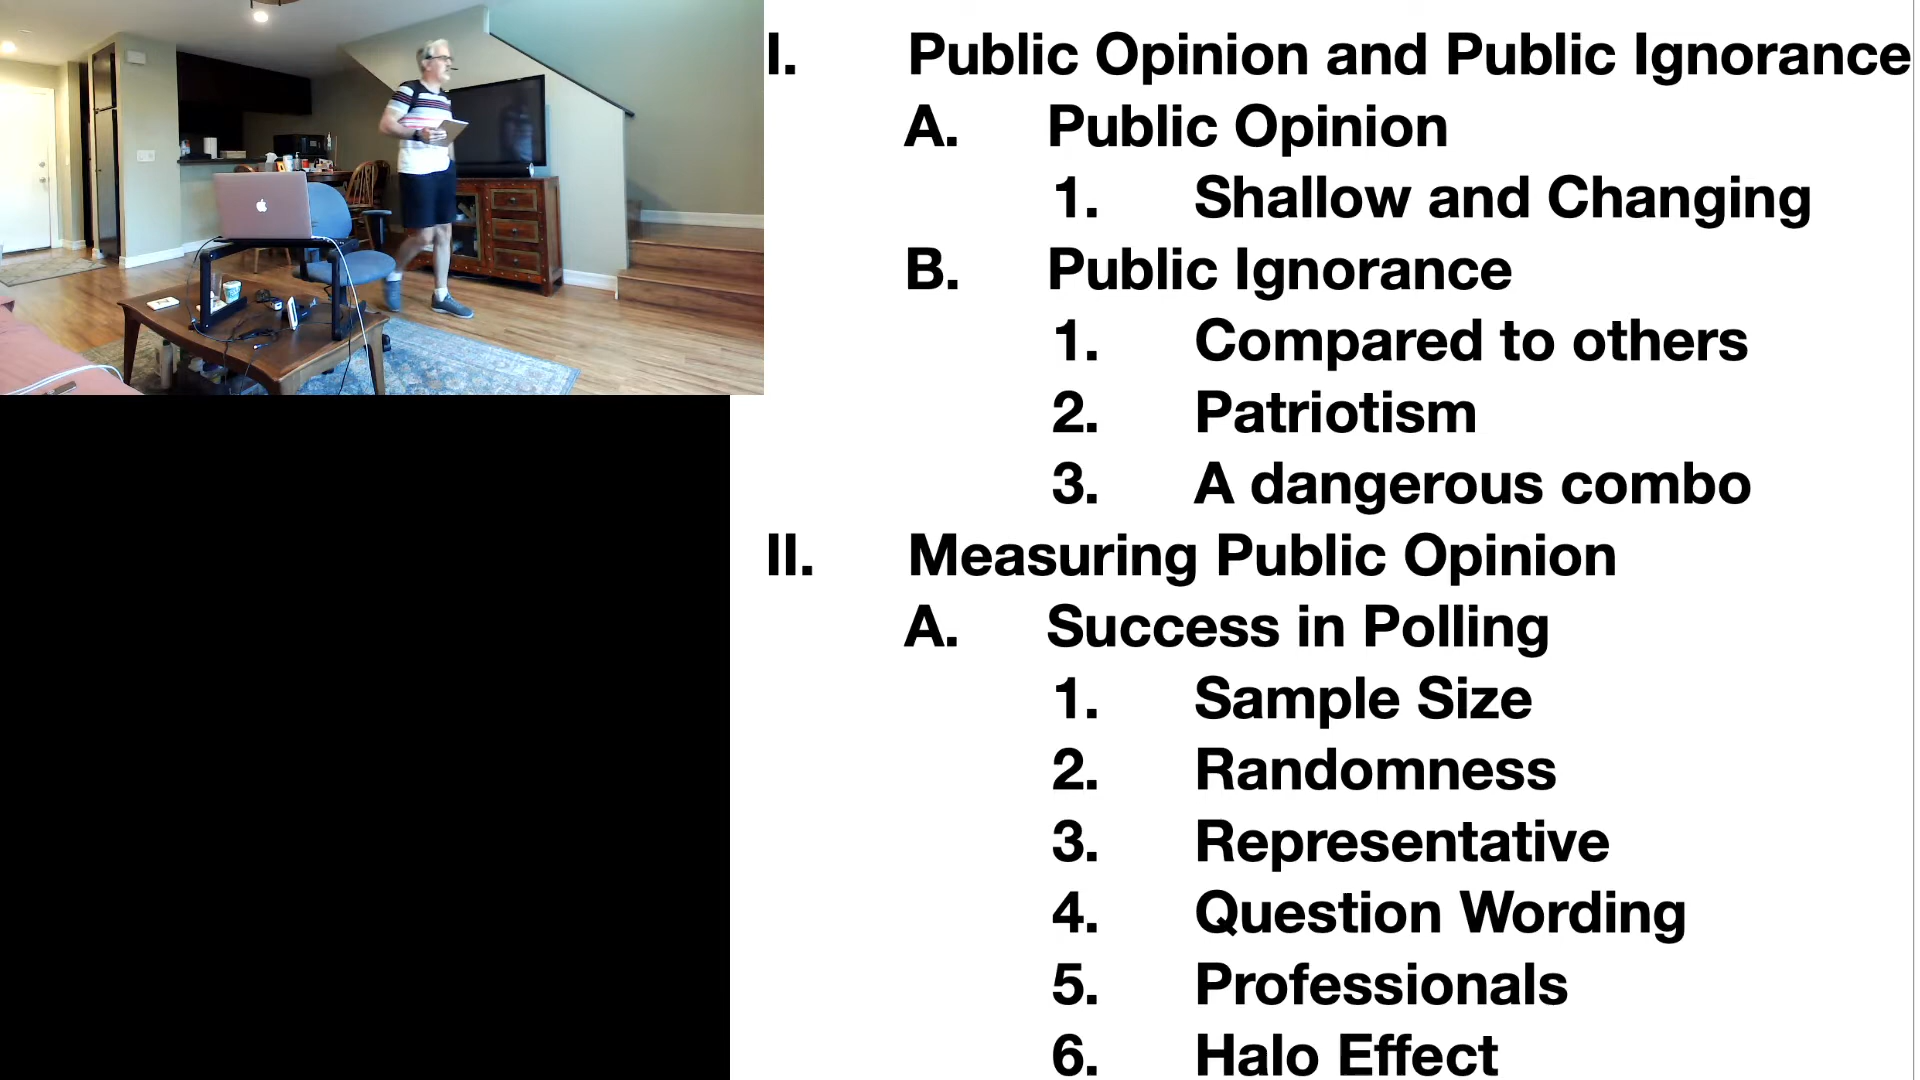 I. Public Opinion and Public Ignorance
A. Public Opinion
1. Shallow and Changing
B. Public Ignorance
1. Compared to others
2. Patriotism
3. A dangerous combo
II. Measuring Public Opinion
A. Success in Polling
1. Sample Size
2. Randomness
3. Representative
4. Question Wording
5. Professionals
6. Halo Effect